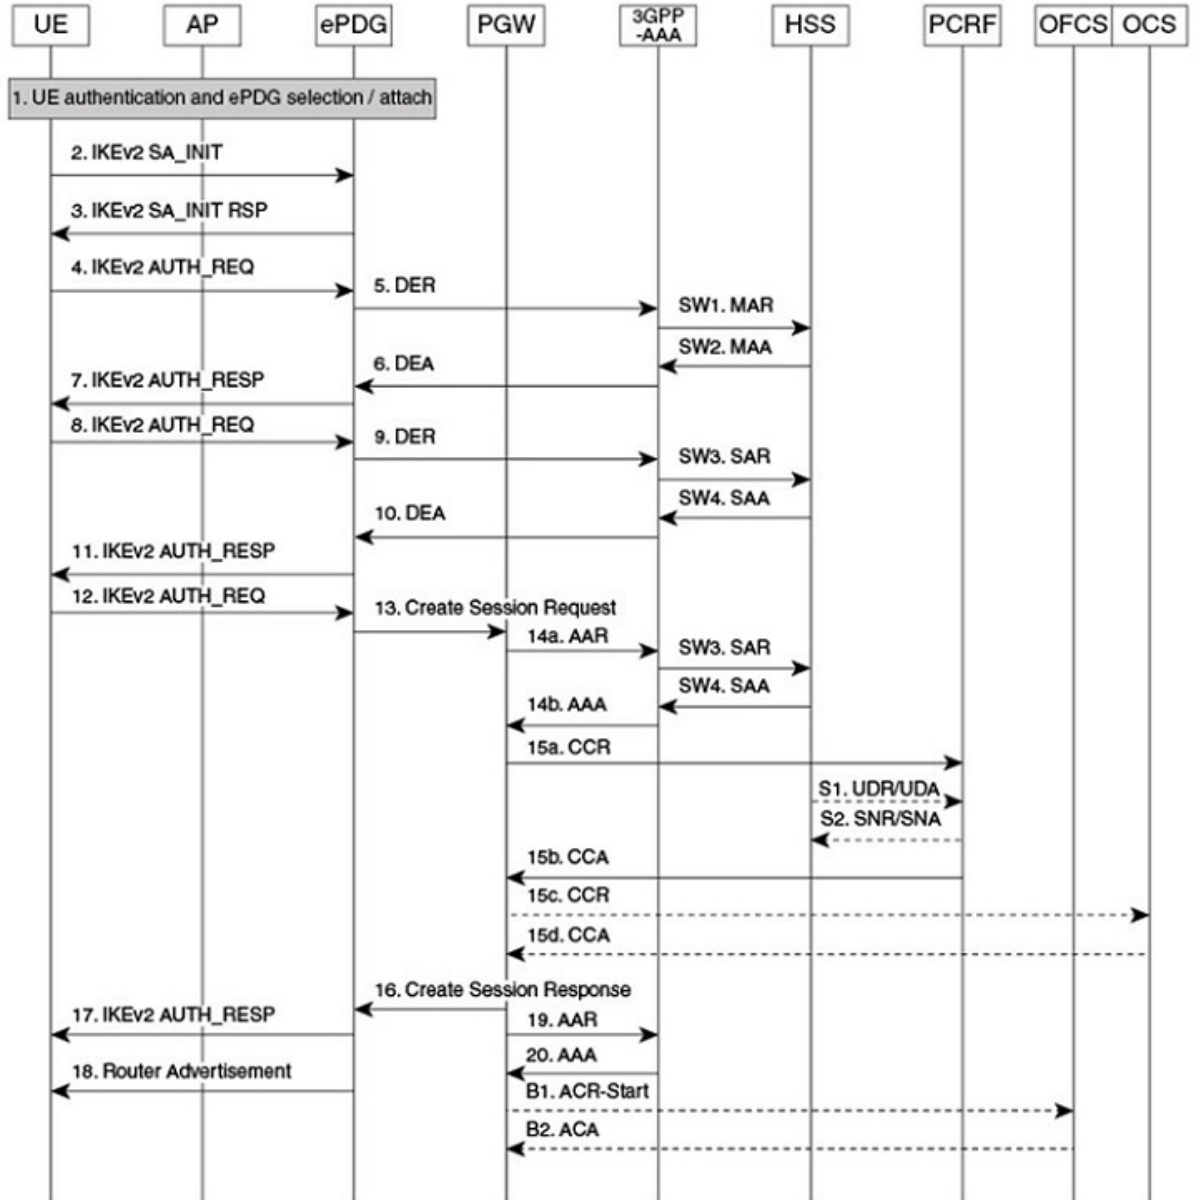 UE AP ePDG PGW 3GPP HSS PCRF OFCS OCS
-AAA
1. UE authentication and ePDG selection / attach
2. IKEv2 SA_INIT
3. IKEv2 SA_INIT RSP
4. IKEv2 AUTH_REQ
5. DER
SW1. MAR
SW2. MAA
6. DEA
7. IKEv2 AUTH_RESP
8. IKEv2 AUTH_REQ
9. DER
SW3. SAR
SW4. SAA
10. DEA
11. IKEv2 AUTH_RESP
12. IKEv2 AUTH_REQ
13. Create Session Request
14a. AAR
SW3. SAR
SW4. SAA
14b. AAA
15a. CCR
S1. UDR/UDA
S2. SNR/SNA
15b. CCA
15c. CCR
15d. CCA
16. Create Session Response
17. IKEv2 AUTH_RESP
19. AAR
20. AAA
18. Router Advertisement
B1. ACR-Start
B2. ACA